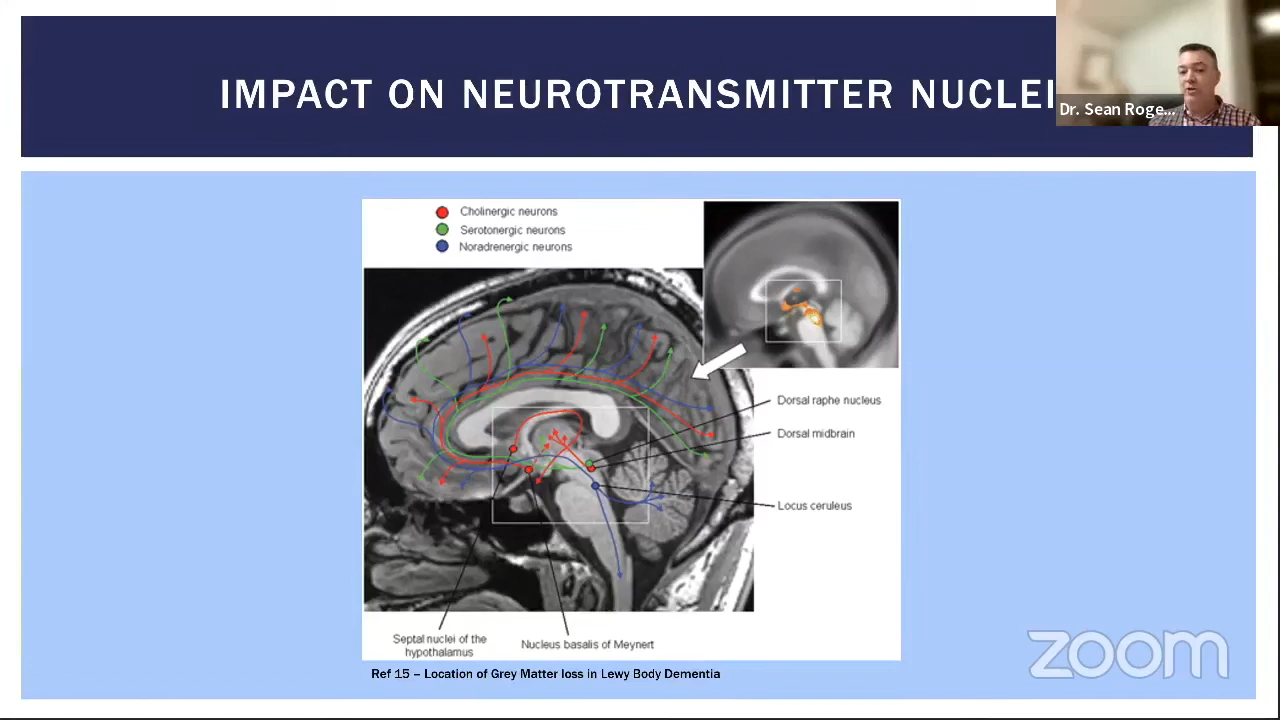 IMPACT ON NEUROTRANSMITTER NUCLEI
Dr. Sean Roge...
Cholinergic neurons
Serotonergic neurons
Noradrenergic neurons
Dorsal raphe nucleus
Dorsal midbrain
Locus ceruleus
Septal nuclei of the
hypothalamus
Nucleus basalis of Meynert
Ref 15 – Location of Grey Matter loss in Lewy Body Dementia
zoom